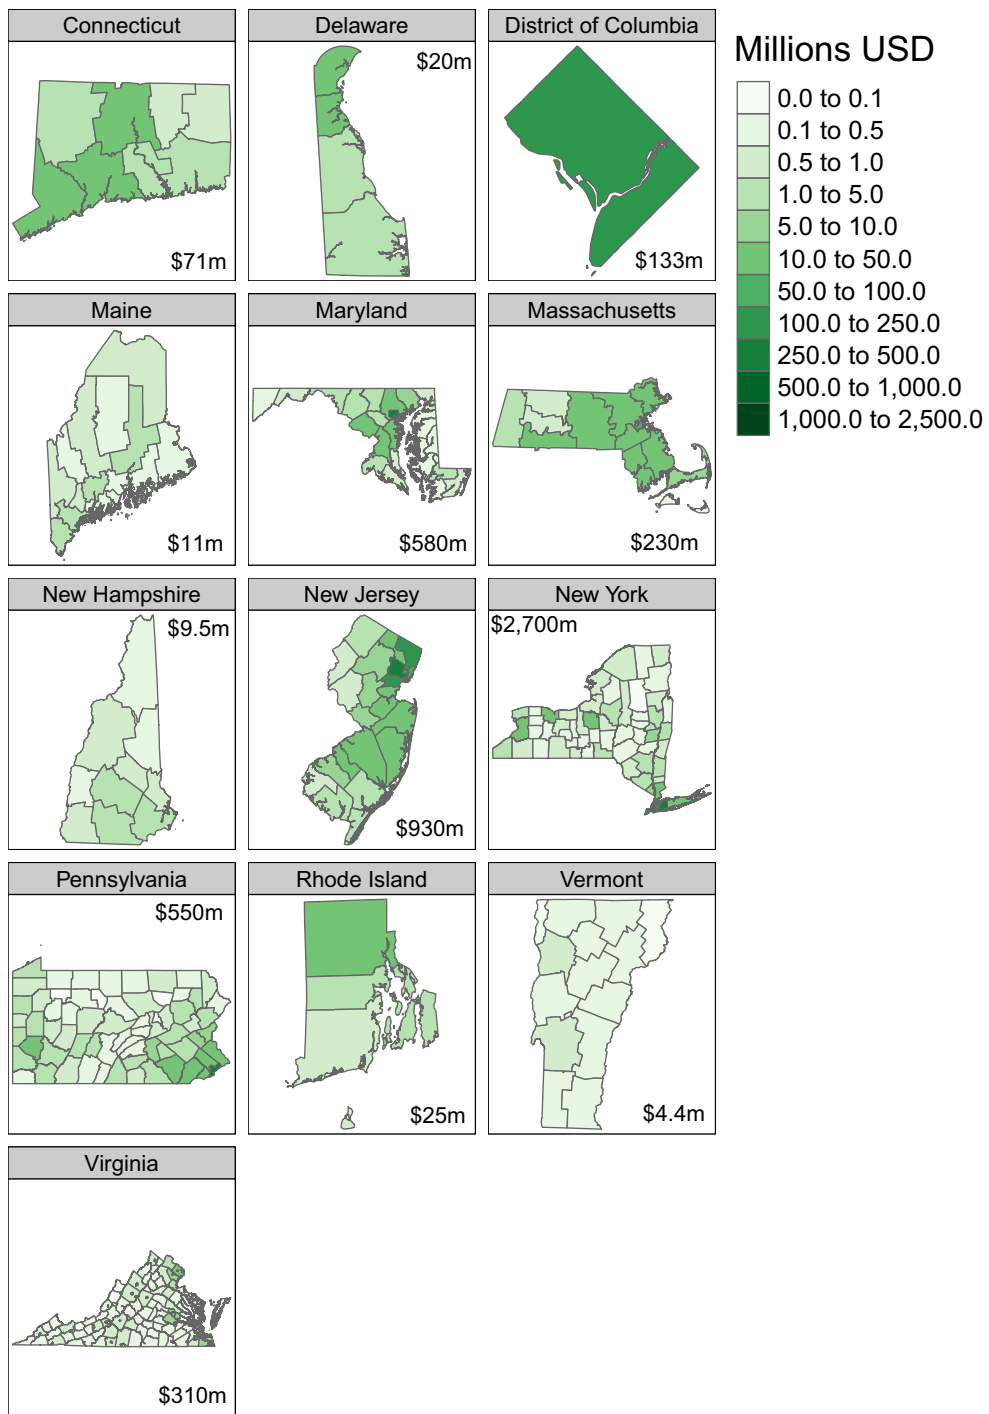 Connecticut
$71m
Delaware
$20m
District of Columbia
$133m
Millions USD
0.0 to 0.1
0.1 to 0.5
0.5 to 1.0
1.0 to 5.0
5.0 to 10.0
10.0 to 50.0
50.0 to 100.0
100.0 to 250.0
250.0 to 500.0
500.0 to 1,000.0
1,000.0 to 2,500.0
Maine
$11m
Maryland
$580m
Massachusetts
$230m
New Hampshire
$9.5m
New Jersey
$930m
New York
$2,700m
Pennsylvania
$550m
Rhode Island
$25m
Vermont
$4.4m
Virginia
$310m